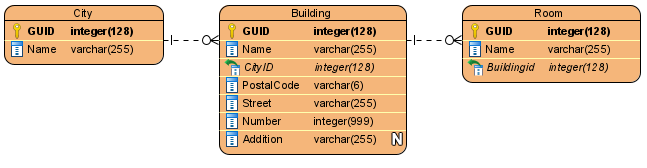 City
GUID integer(128)
Name varchar(255)
Building
GUID integer(128)
Name varchar(255)
CityID integer(128)
PostalCode varchar(6)
Street varchar(255)
Number integer(999)
Addition varchar(255) N
Room
GUID integer(128)
Name varchar(255)
Buildingid integer(128)